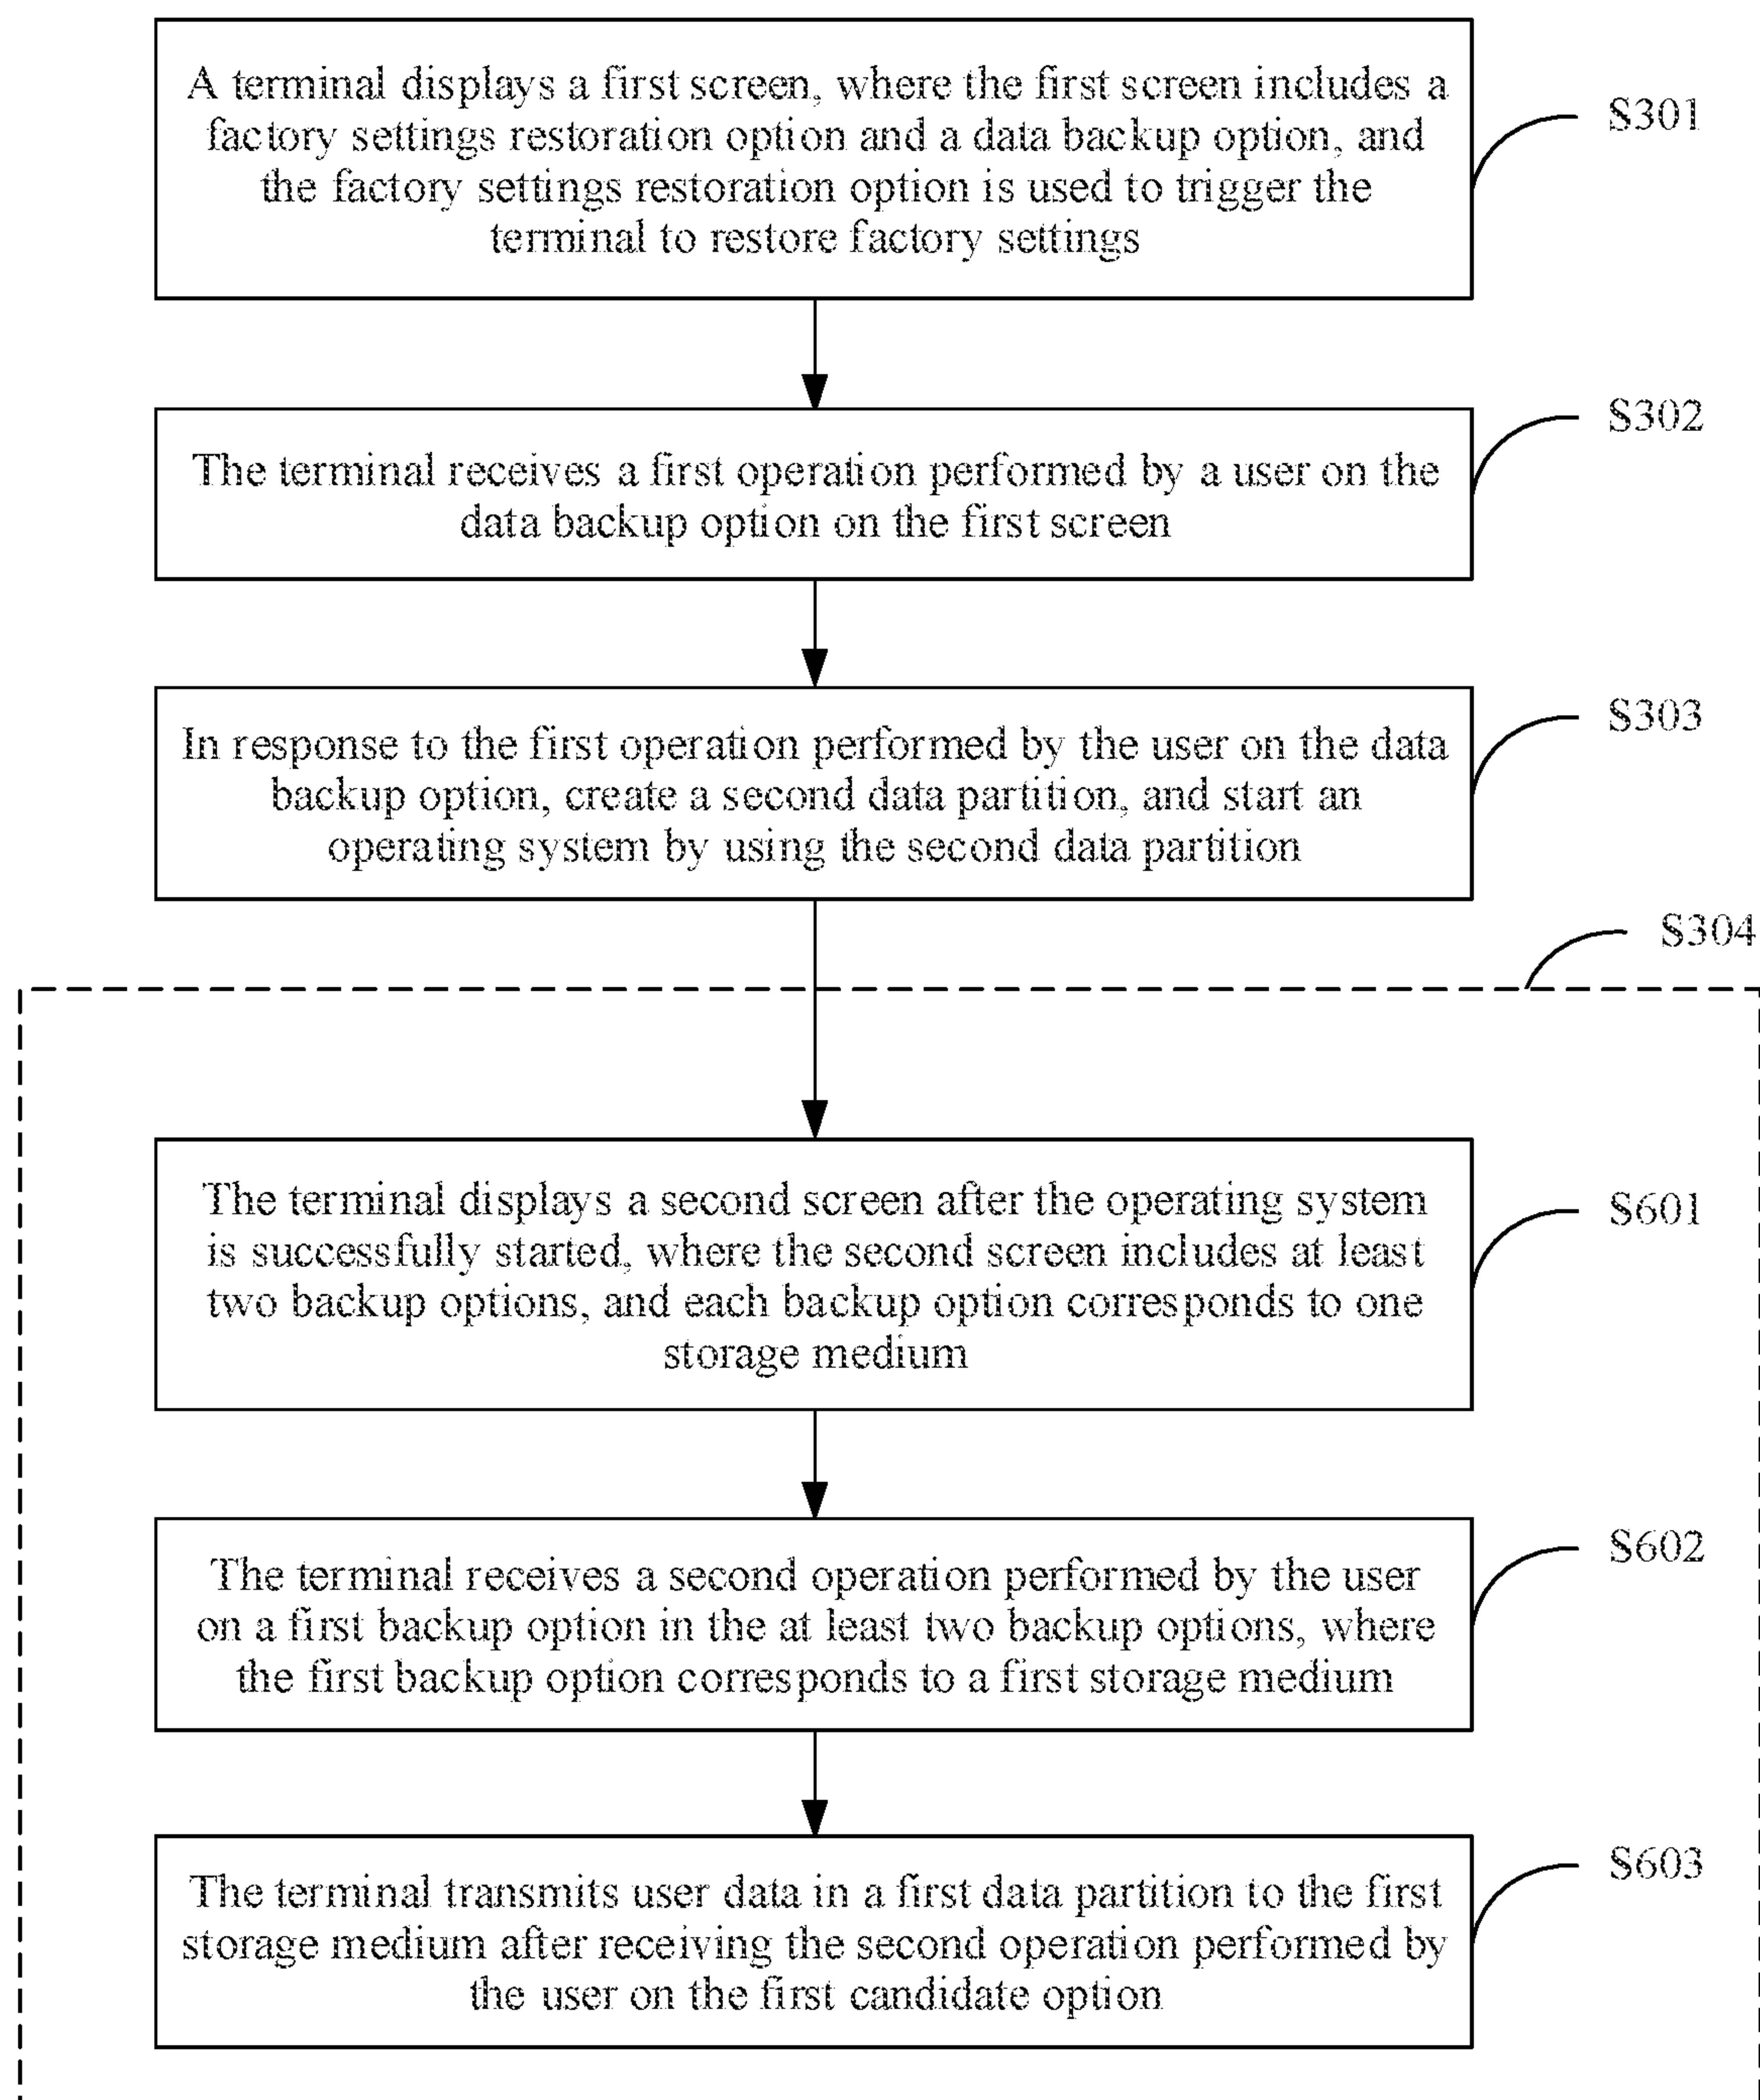 A terminal displays a first screen, where the first screen includes a
factory settings restoration option and a data backup option, and
the factory settings restoration option is used to trigger the
terminal to restore factory settings
S301
The terminal receives a first operation performed by a user on the
data backup option on the first screen
S302
In response to the first operation performed by the user on the data
backup option, create a second data partition, and start an
operating system by using the second data partition
S303
S304
The terminal displays a second screen after the operating system
is successfully started, where the second screen includes at least
two backup options, and each backup option corresponds to one
storage medium
S601
The terminal receives a second operation performed by the user
on a first backup option in the at least two backup options, where
the first backup option corresponds to a first storage medium
S602
The terminal transmits user data in a first data partition to the first
storage medium after receiving the second operation performed by
the user on the first candidate option
S603